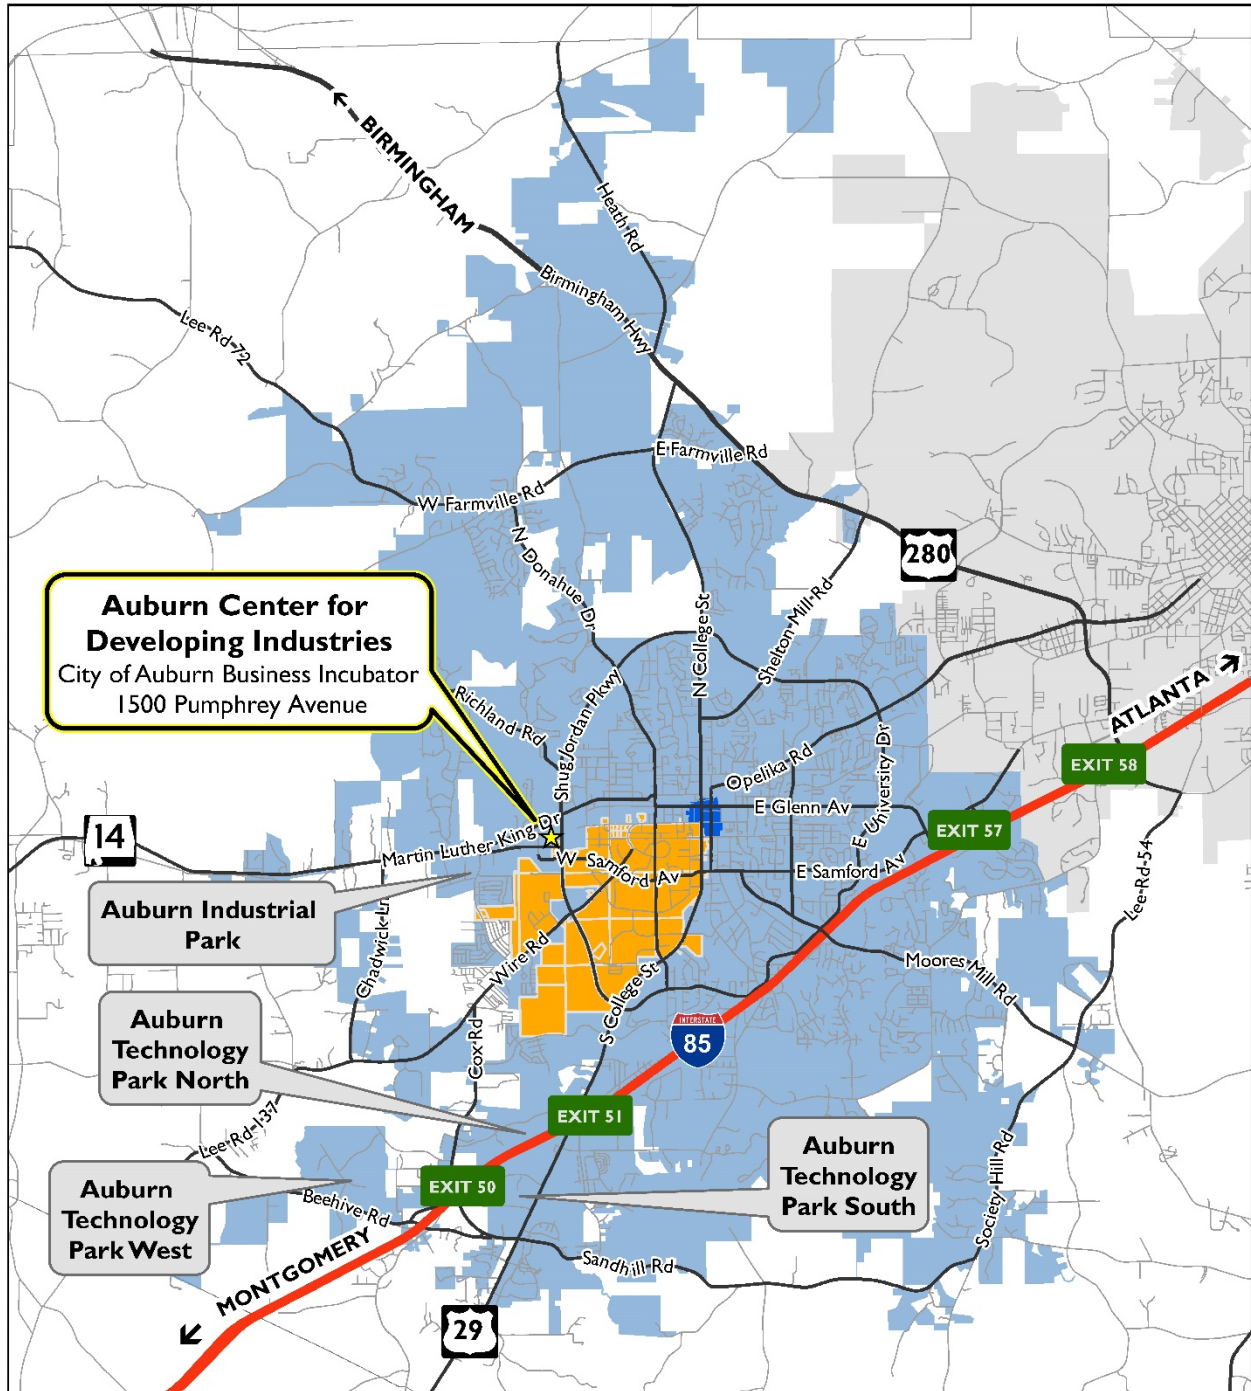 BIRMINGHAM
Heath Rd
Birmingham Hwy
Lee Rd 72
E Farmville Rd
W Farmville Rd
N Donahue Dr
280
Auburn Center for
Developing Industries
City of Auburn Business Incubator
1500 Pumphrey Avenue
N College St
Shelton Mill Rd
Richland Rd
Shug Jordan Pkwy
ATLANTA
EXIT 58
Opelika Rd
E University Dr
E Glenn Av
EXIT 57
14
Martin Luther King Dr
W Samford Av
E Samford Av
Lee Rd 54
Auburn Industrial
Park
Chadwick Ln
Wire Rd
Moores Mill Rd
S College St
Auburn
Technology
Park North
Cox Rd
INTERSTATE
85
EXIT 51
Lee Rd 137
Auburn
Technology
Park South
Society Hill Rd
Auburn
Technology
Park West
EXIT 50
Beehive Rd
MONTGOMERY
Sandhill Rd
29